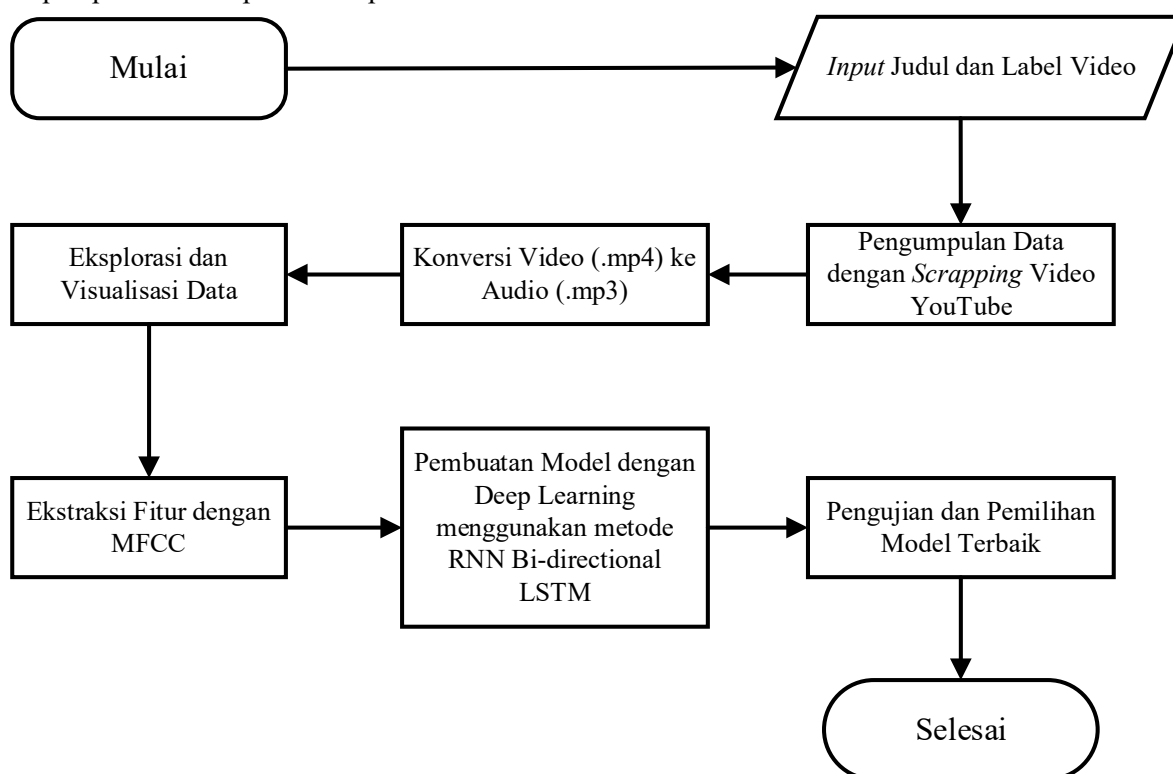 Mulai
Input Judul dan Label Video
Pengumpulan Data
dengan Scrapping Video
YouTube
Konversi Video (.mp4) ke
Audio (.mp3)
Eksplorasi dan
Visualisasi Data
Ekstraksi Fitur dengan
MFCC
Pembuatan Model dengan
Deep Learning
menggunakan metode
RNN Bi-directional
LSTM
Pengujian dan Pemilihan
Model Terbaik
Selesai